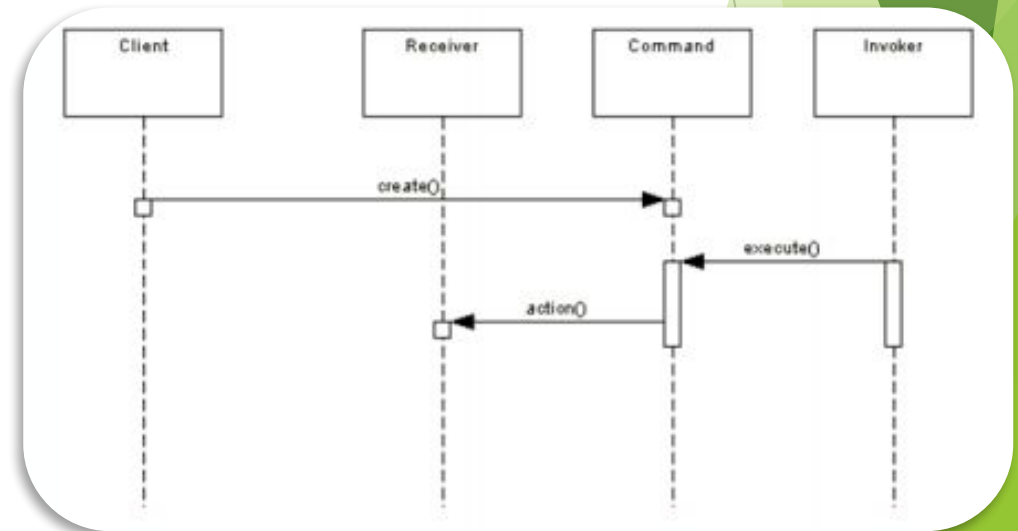 Client
Receiver
Command
Invoker
create()
execute()
action()